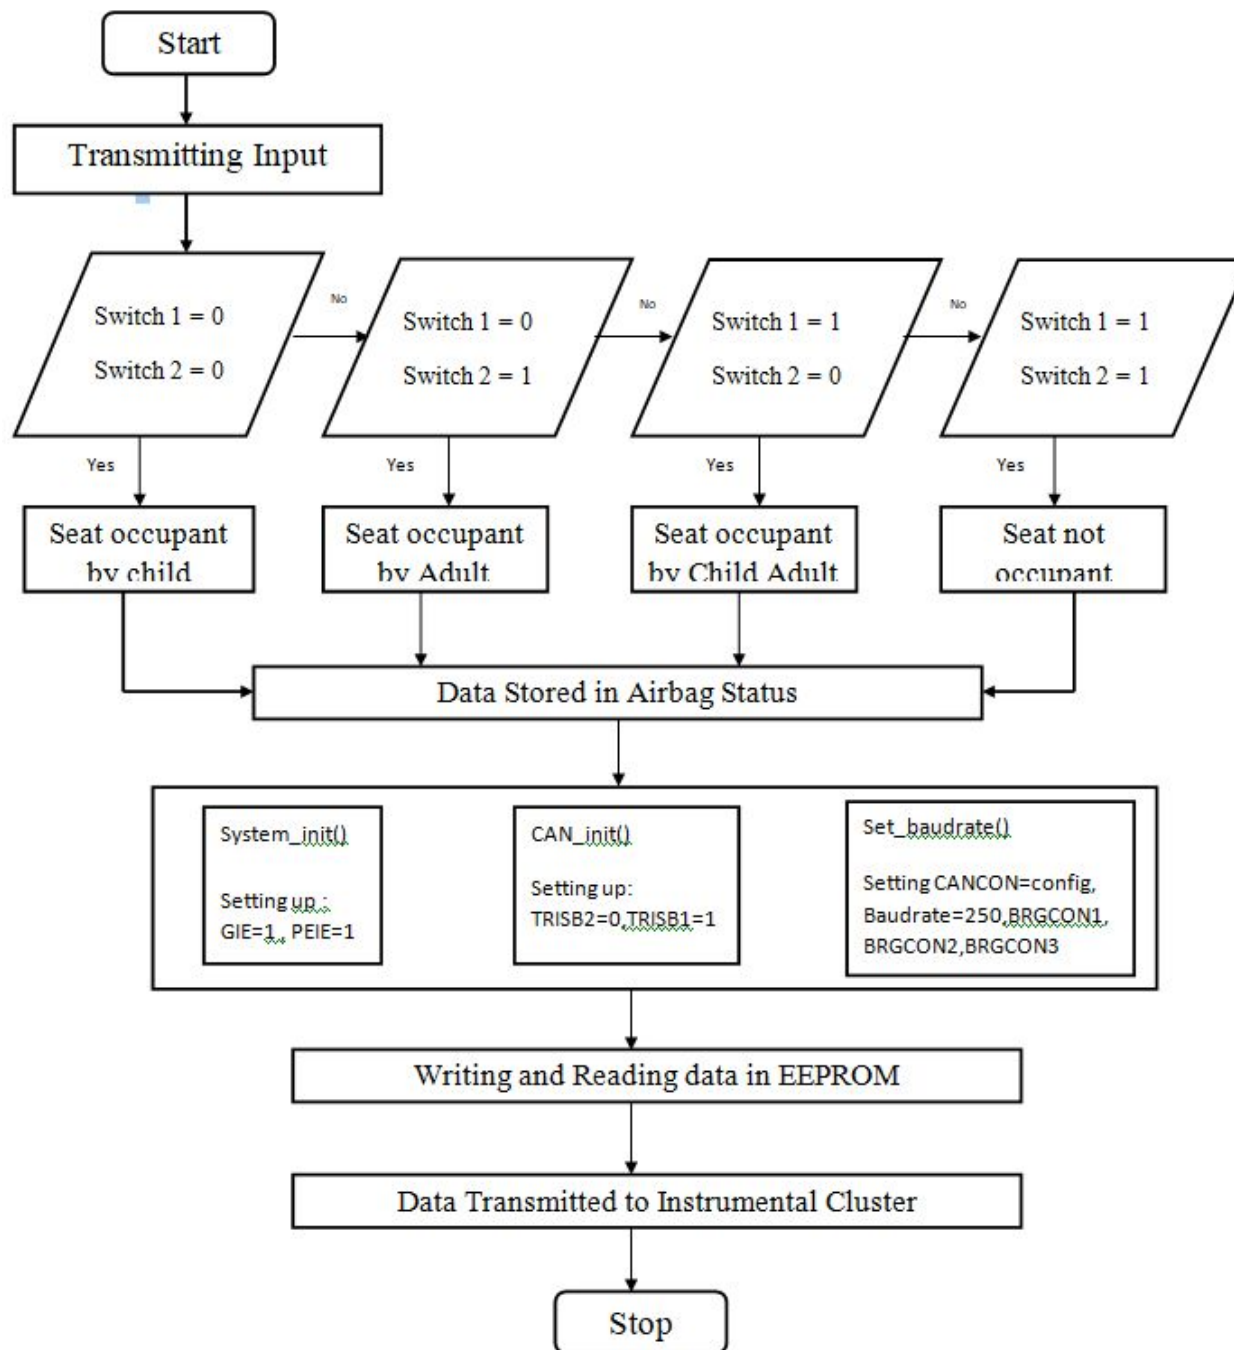 Start
Transmitting Input
Switch 1 = 0
Switch 2 = 0
No
Switch 1 = 0
Switch 2 = 1
No
Switch 1 = 1
Switch 2 = 0
No
Switch 1 = 1
Switch 2 = 1
Yes
Yes
Yes
Yes
Seat occupant
by child
Seat occupant
by Adult
Seat occupant
by Child Adult
Seat not
occupant
Data Stored in Airbag Status
System_init()
Setting up :
GIE=1 , PEIE=1
CAN_init()
Setting up:
TRISB2=0,TRISB1=1
Set_baudrate()
Setting CANCON=config,
Baudrate=250,BRGCON1,
BRGCON2,BRGCON3
Writing and Reading data in EEPROM
Data Transmitted to Instrumental Cluster
Stop